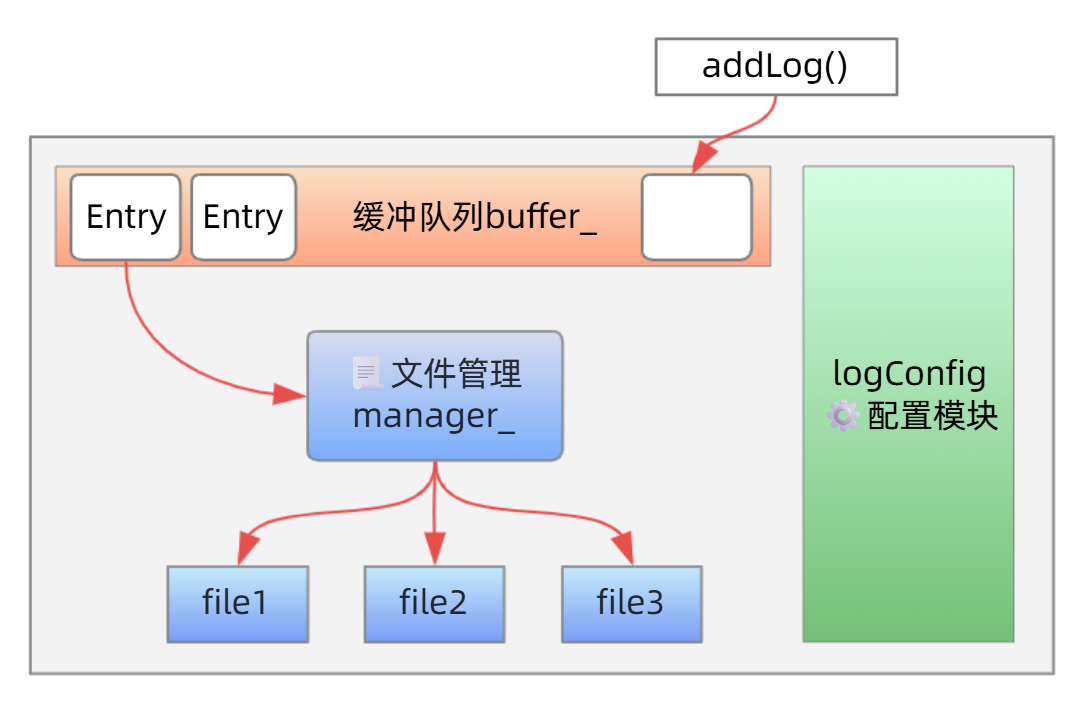 addLog()
Entry
Entry
缓冲队列buffer_
文件管理
manager_
logConfig
配置模块
file1
file2
file3